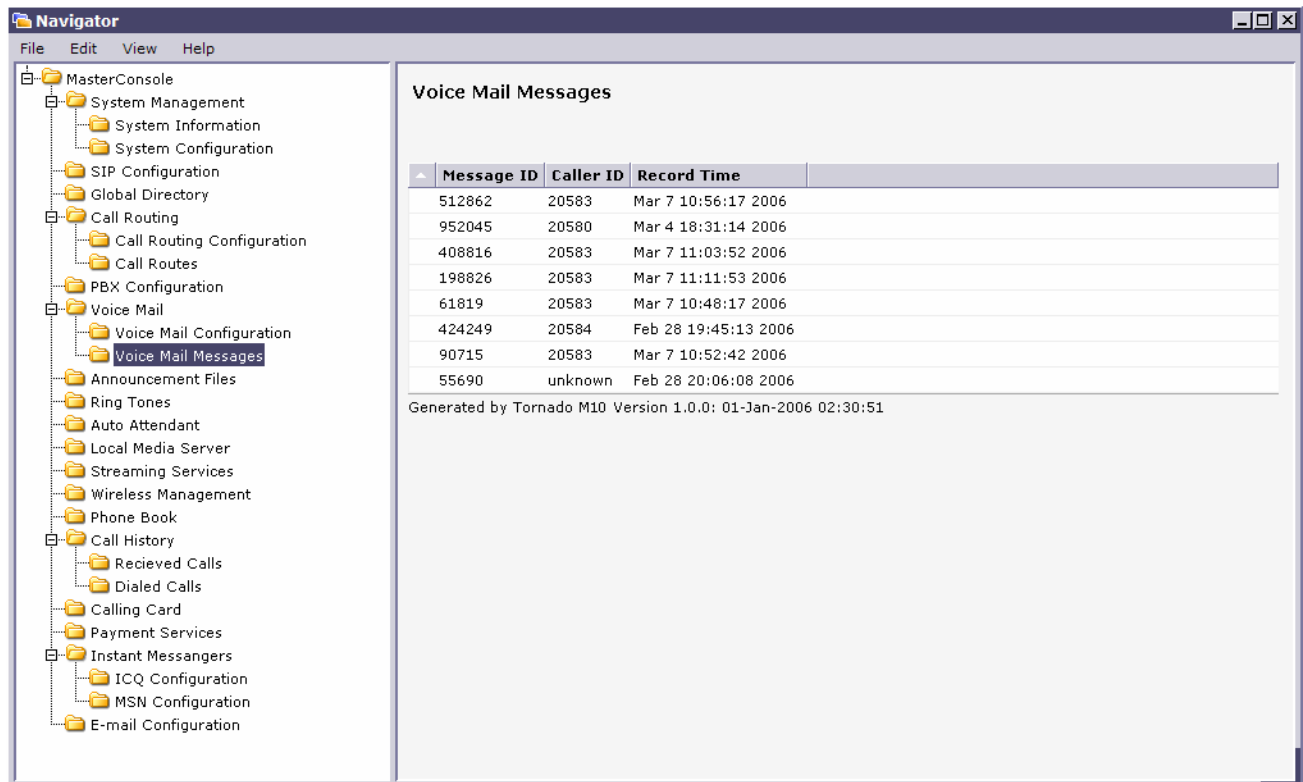 Navigator
File Edit View Help
MasterConsole
System Management
System Information
System Configuration
SIP Configuration
Global Directory
Call Routing
Call Routing Configuration
Call Routes
PBX Configuration
Voice Mail
Voice Mail Configuration
Voice Mail Messages
Announcement Files
Ring Tones
Auto Attendant
Local Media Server
Streaming Services
Wireless Management
Phone Book
Call History
Recieved Calls
Dialed Calls
Calling Card
Payment Services
Instant Messangers
ICQ Configuration
MSN Configuration
E-mail Configuration
Voice Mail Messages
Message ID Caller ID Record Time
512862 20583 Mar 7 10:56:17 2006
952045 20580 Mar 4 18:31:14 2006
408816 20583 Mar 7 11:03:52 2006
198826 20583 Mar 7 11:11:53 2006
61819 20583 Mar 7 10:48:17 2006
424249 20584 Feb 28 19:45:13 2006
90715 20583 Mar 7 10:52:42 2006
55690 unknown Feb 28 20:06:08 2006
Generated by Tornado M10 Version 1.0.0: 01-Jan-2006 02:30:51